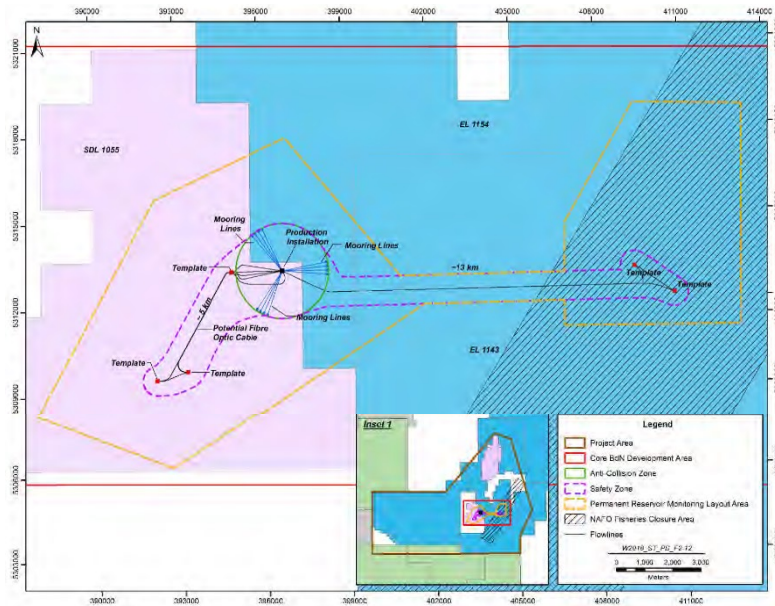 390000 393000 396000 399000 402000 405000 408000 411000 414000
N
5321000
5318000
5315000
5312000
5309000
5306000
5303000
EL 1154
SDL 1055
Mooring
Lines
Production
Installation
Mooring Lines
Template
~13 km
Template
Template
~ 5 km
Potential Fibre
Optic Cable
Mooring Lines
Template
Template
EL 1143
Inset 1
Legend
Project Area
Core BdN Development Area
Anti-Collision Zone
Safety Zone
Permanent Reservoir Monitoring Layout Area
NAFO Fisheries Closure Area
Flowlines
0 1,000 2,000 3,000
Meters
390000 393000 396000 399000 402000 405000 408000 411000